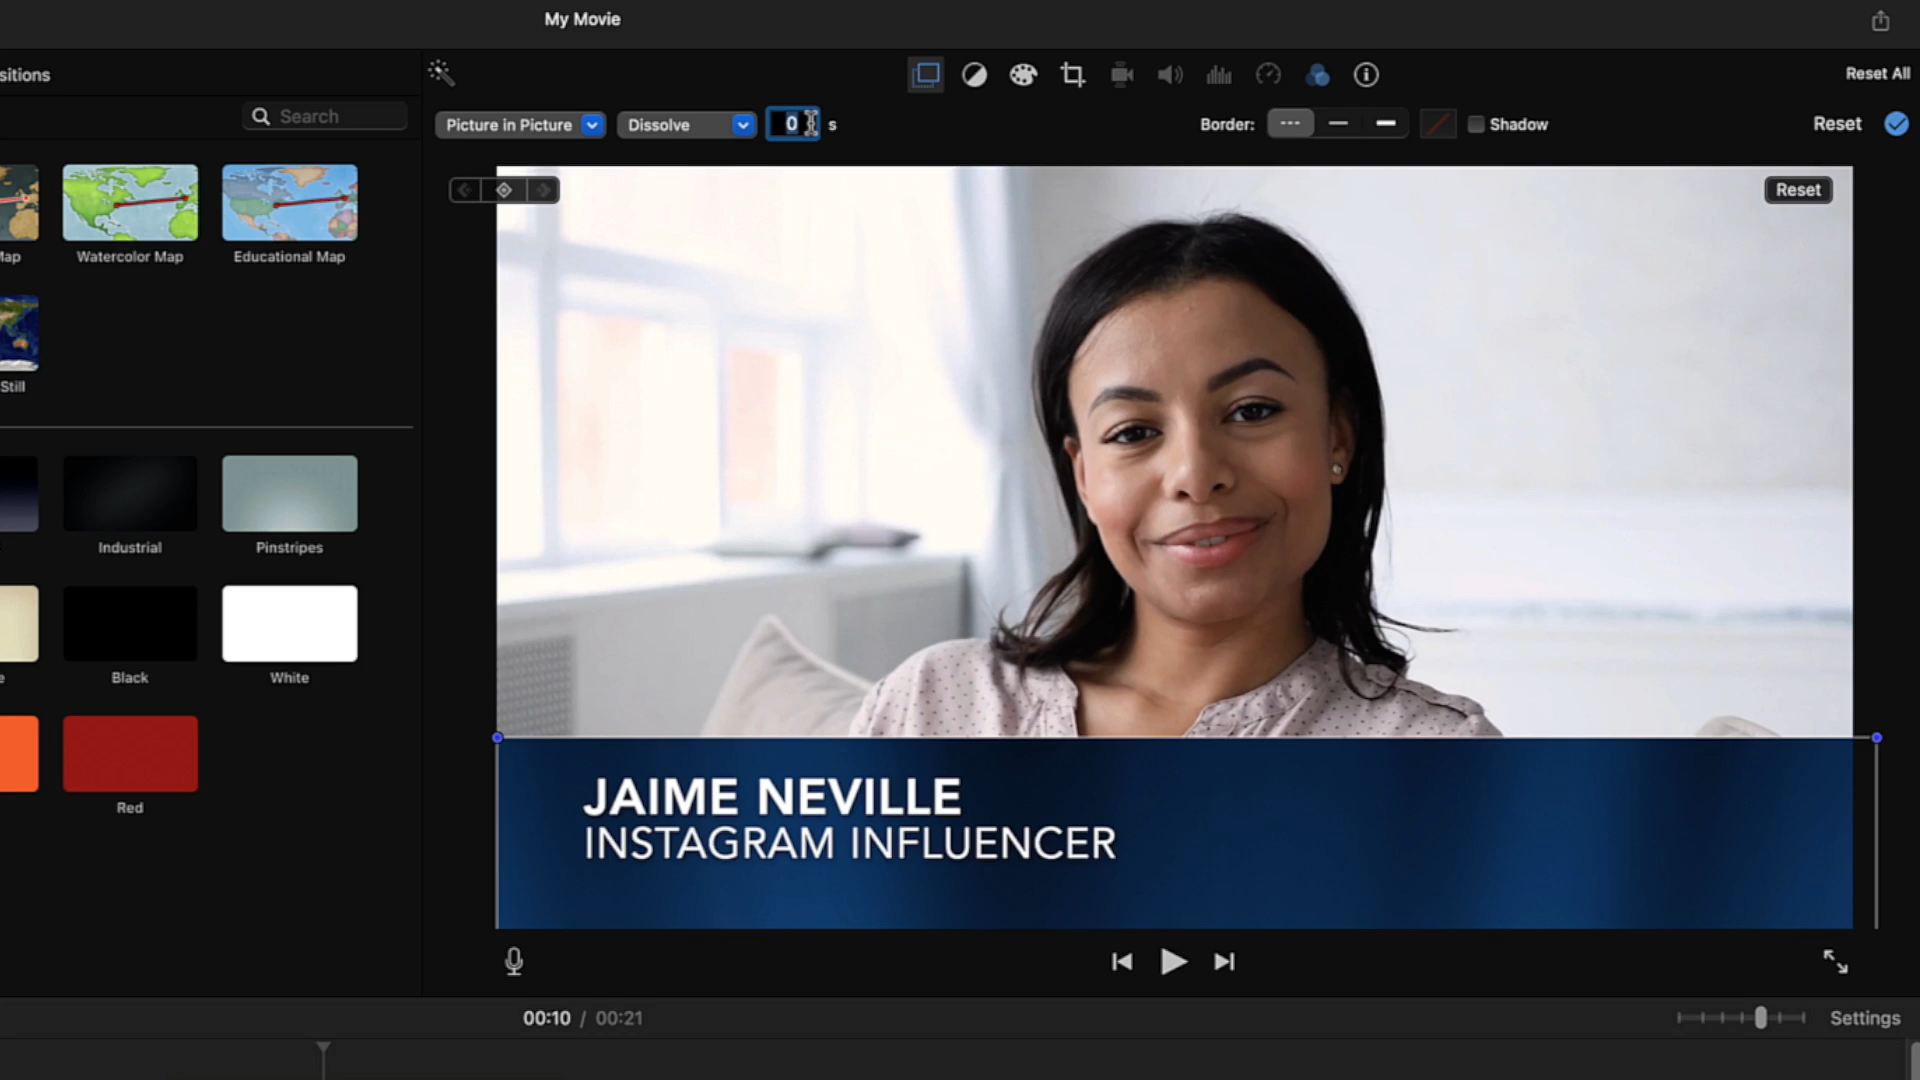 My Movie
sitions
Reset All
Search
Picture in Picture
Dissolve
0 s
Border:
Shadow
Reset
Reset
Map
Watercolor Map
Educational Map
Still
Industrial
Pinstripes
Black
White
Red
JAIME NEVILLE
INSTAGRAM INFLUENCER
00:10 / 00:21
Settings